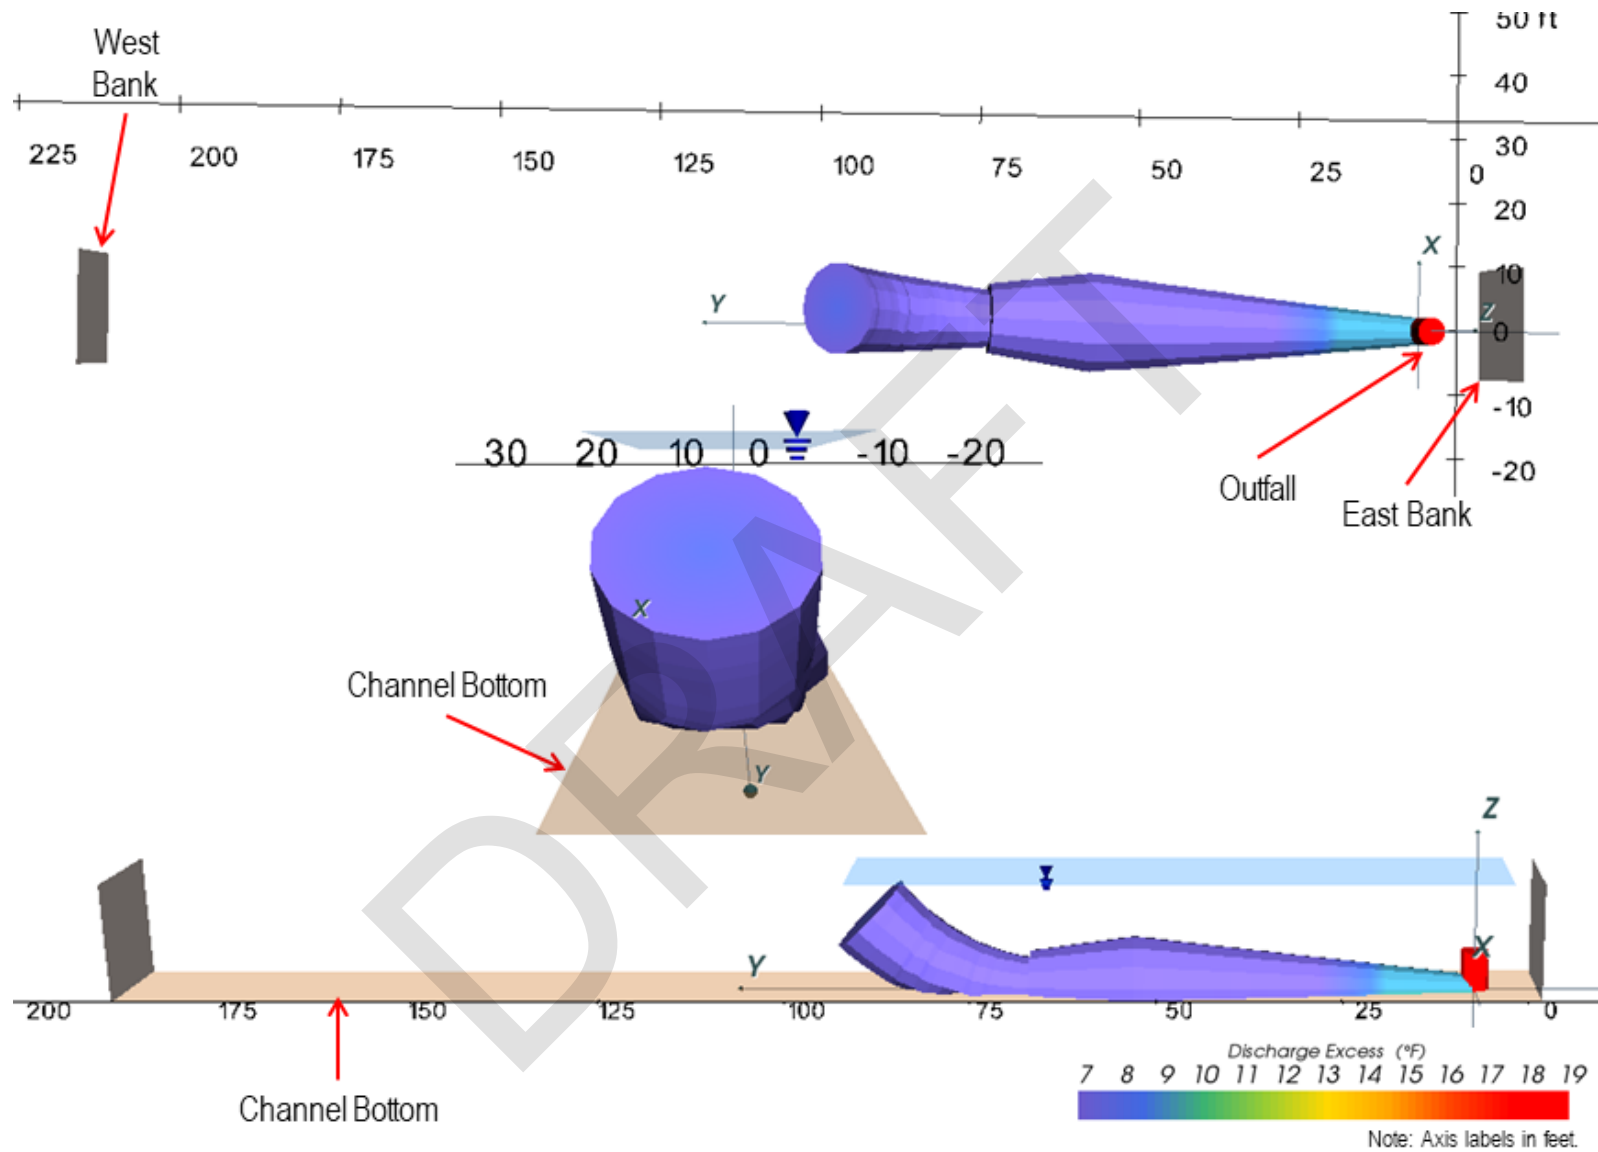 50 ft
West
Bank
40
30
225 200 175 150 125 100 75 50 25 0
20
X
10
Y
Z
0
-10
30 20 10 0 -10 -20
-20
Outfall
East Bank
X
Channel Bottom
Y
Z
X
Y
200 175 150 125 100 75 50 25 0
Discharge Excess (°F)
7 8 9 10 11 12 13 14 15 16 17 18 19
Channel Bottom
Note: Axis labels in feet.
DRAFT